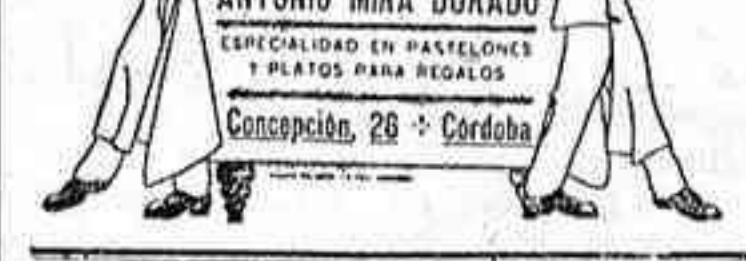 ANTONIO MIRA DORADO
ESPECIALIDAD EN PASTELONES
Y PLATOS PARA REGALOS
Concepción, 26 ÷ Córdoba